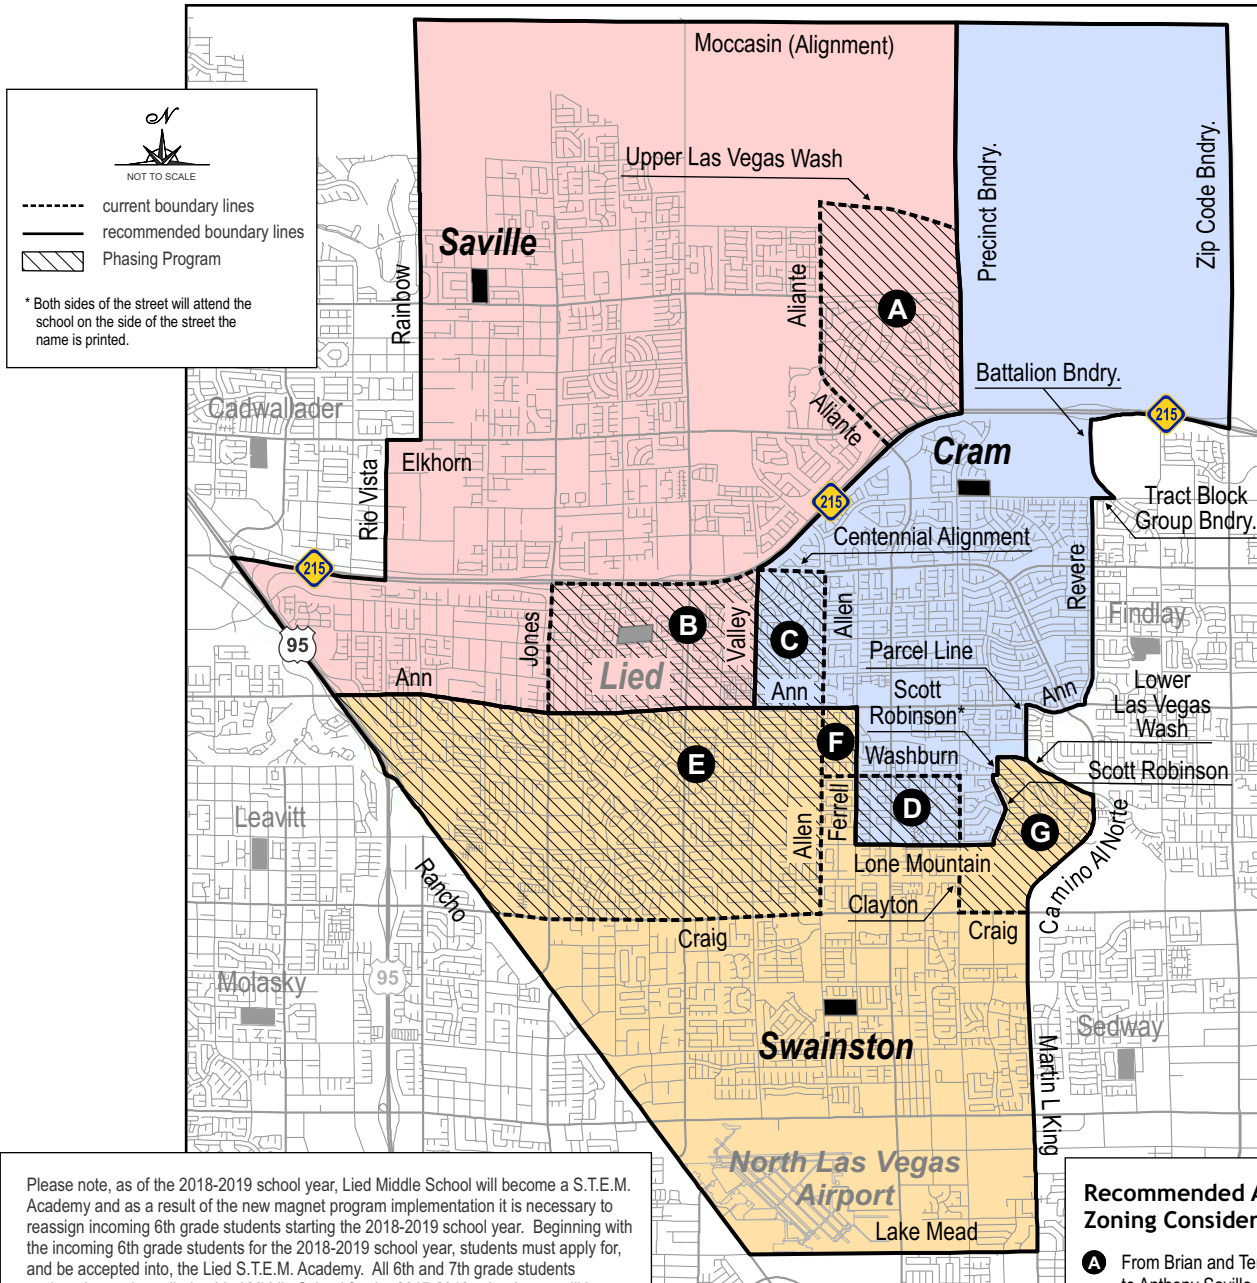 Moccasin (Alignment)
N
NOT TO SCALE
current boundary lines
recommended boundary lines
Phasing Program
* Both sides of the street will attend the
school on the side of the street the
name is printed.
Upper Las Vegas Wash
Precinct Bndry.
Zip Code Bndry.
Saville
Rainbow
Aliante
A
Battalion Bndry.
Aliante
215
Cadwallader
Elkhorn
Cram
Rio Vista
215
Tract Block
Group Bndry.
Centennial Alignment
215
Revere
Findlay
95
Jones
B
Valley
C
Allen
Lied
Parcel Line
Ann
Ann
Ann
Scott
Robinson*
Lower
Las Vegas
Wash
E
F
Washburn
Scott Robinson
Leavitt
Allen
Ferrell
D
G
Camino Al Norte
Rancho
Lone Mountain
Clayton
Craig
Craig
Molasky
95
Swainston
Sedway
Martin L King
North Las Vegas
Airport
Lake Mead
Please note, as of the 2018-2019 school year, Lied Middle School will become a S.T.E.M.
Academy and as a result of the new magnet program implementation it is necessary to
reassign incoming 6th grade students starting the 2018-2019 school year. Beginning with
the incoming 6th grade students for the 2018-2019 school year, students must apply for,
and be accepted into, the Lied S.T.E.M. Academy. All 6th and 7th grade students
Recommended A
Zoning Consider
A From Brian and Te
to Anthony Saville